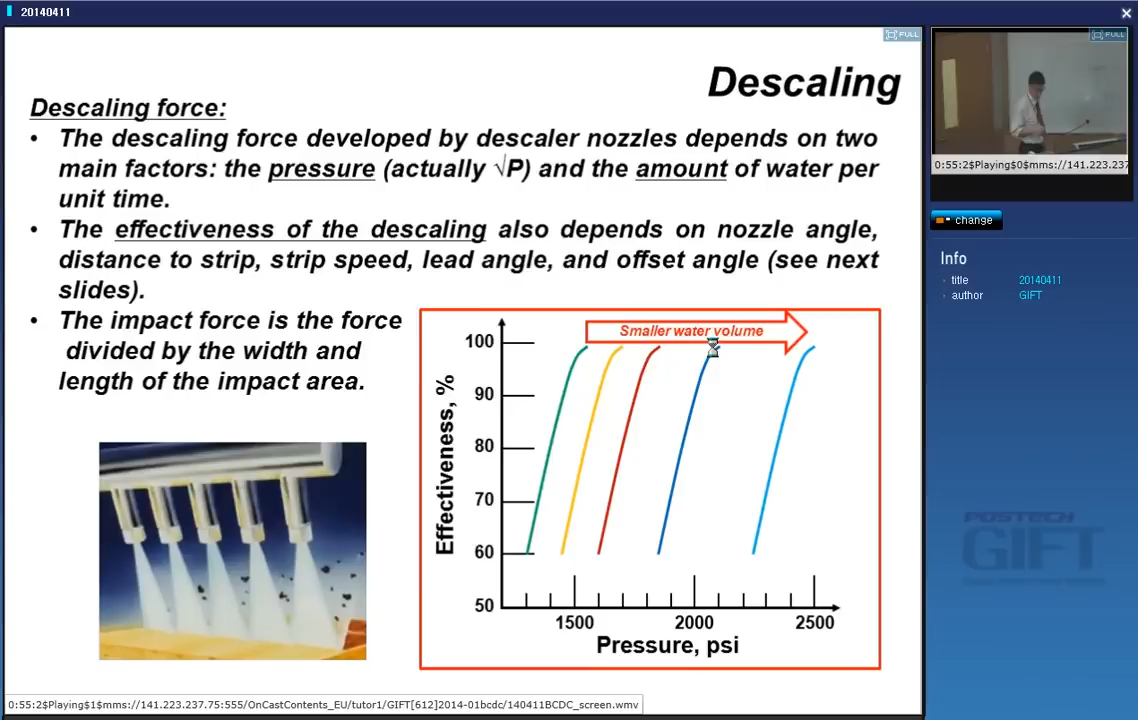 20140411
FULL
FULL
Descaling
Descaling force:
• The descaling force developed by descaler nozzles depends on two
main factors: the pressure (actually √P) and the amount of water per
unit time.
• The effectiveness of the descaling also depends on nozzle angle,
distance to strip, strip speed, lead angle, and offset angle (see next
slides).
• The impact force is the force
divided by the width and
length of the impact area.
Smaller water volume
Effectiveness, %
100
90
80
70
60
50
1500 2000 2500
Pressure, psi
0:55:2$Playing$0$mms://141.223.237
change
Info
title 20140411
author GIFT
POSTECH
GIFT
0:55:2$Playing$1$mms://141.223.237.75:555/OnCastContents_EU/tutor1/GIFT[612]2014-01bcdc/140411BCDC_screen.wmv